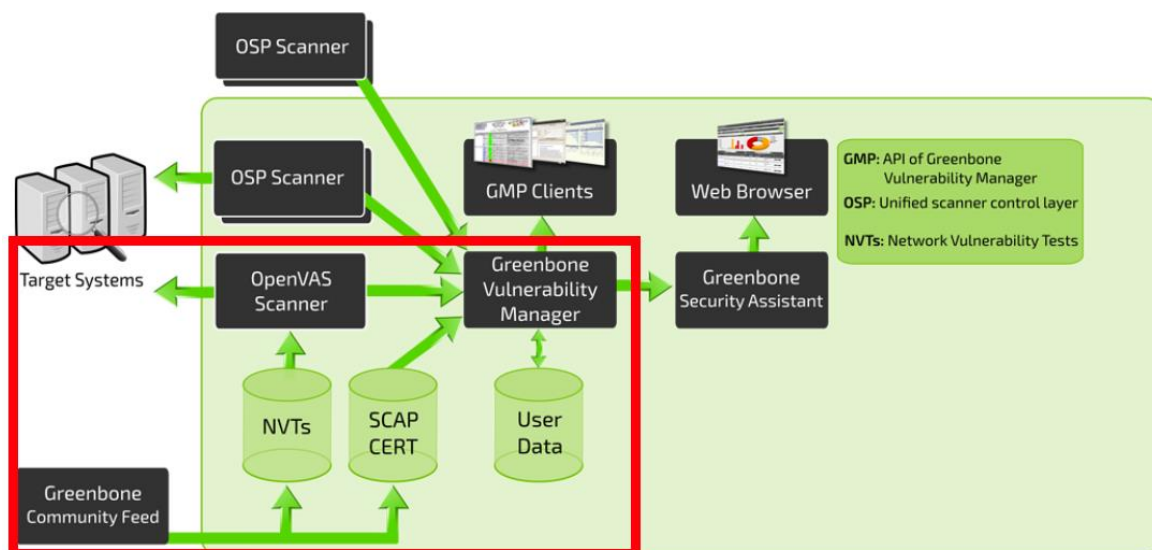 OSP Scanner
OSP Scanner
GMP Clients
Web Browser
GMP: API of Greenbone
Vulnerability Manager
OSP: Unified scanner control layer
NVTs: Network Vulnerability Tests
Target Systems
OpenVAS
Scanner
Greenbone
Vulnerability
Manager
Greenbone
Security Assistant
NVTs
SCAP
CERT
User
Data
Greenbone
Community Feed